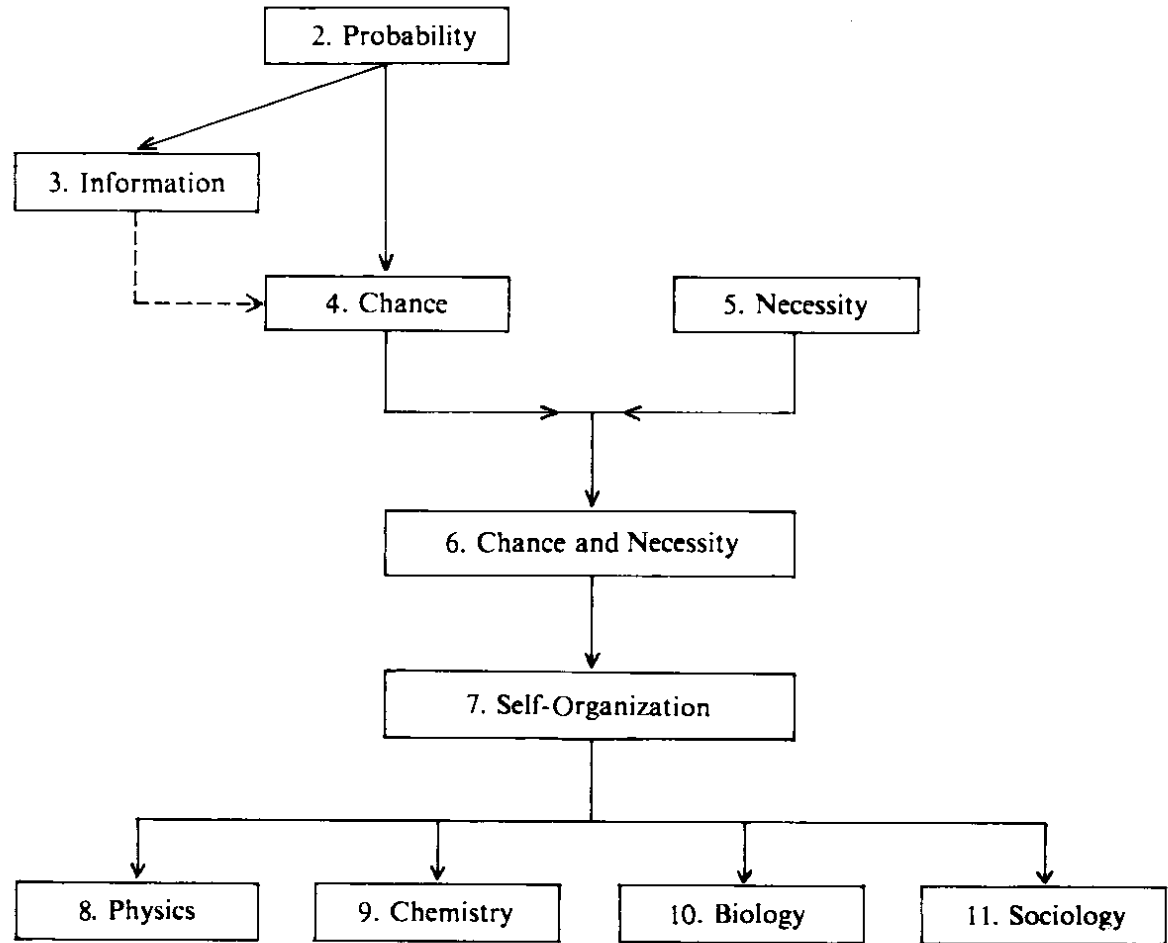 2. Probability
3. Information
4. Chance
5. Necessity
6. Chance and Necessity
7. Self-Organization
8. Physics
9. Chemistry
10. Biology
11. Sociology